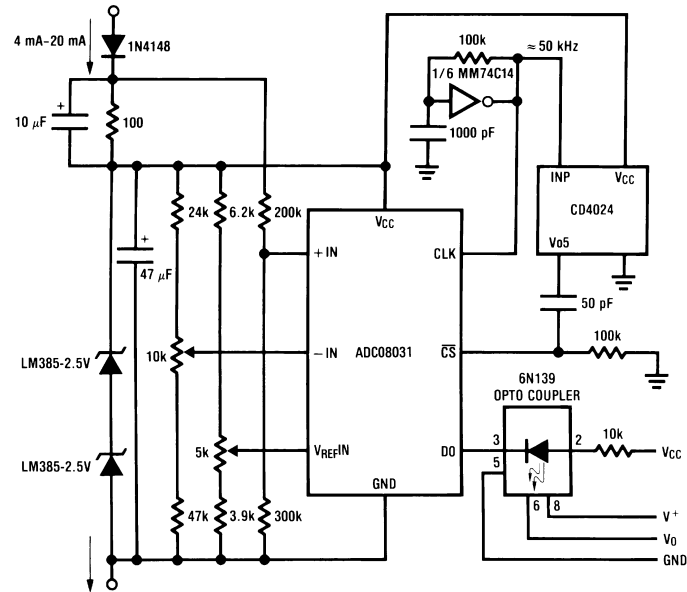 4 mA–20 mA
1N4148
100k
≈ 50 kHz
1/6 MM74C14
10 μF
+
100
1000 pF
INP
VCC
CD4024
VO5
24k
6.2k
200k
VCC
+
47 μF
+IN
CLK
50 pF
100k
LM385-2.5V
10k
–IN
ADC08031
CS
6N139
OPTO COUPLER
LM385-2.5V
5k
VREFIN
DO
3
2
10k
VCC
5
GND
47k
3.9k
300k
6
8
V+
VO
GND